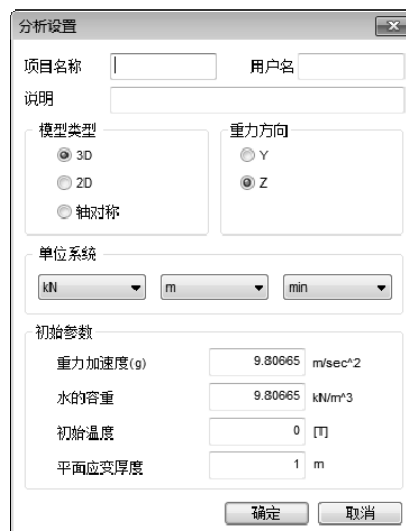 分析设置
项目名称 用户名
说明
模型类型 重力方向
3D Y
2D Z
轴对称
单位系统
kN m min
初始参数
重力加速度(g) 9.80665 m/sec^2
水的容重 9.80665 kN/m^3
初始温度 0 [T]
平面应变厚度 1 m
确定 取消